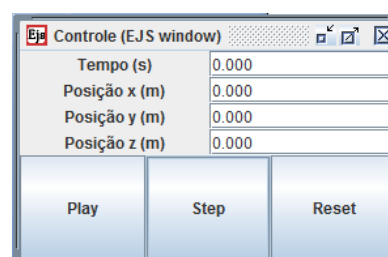 Ejs Controle (EJS window)
Tempo (s) 0.000
Posição x (m) 0.000
Posição y (m) 0.000
Posição z (m) 0.000
Play Step Reset